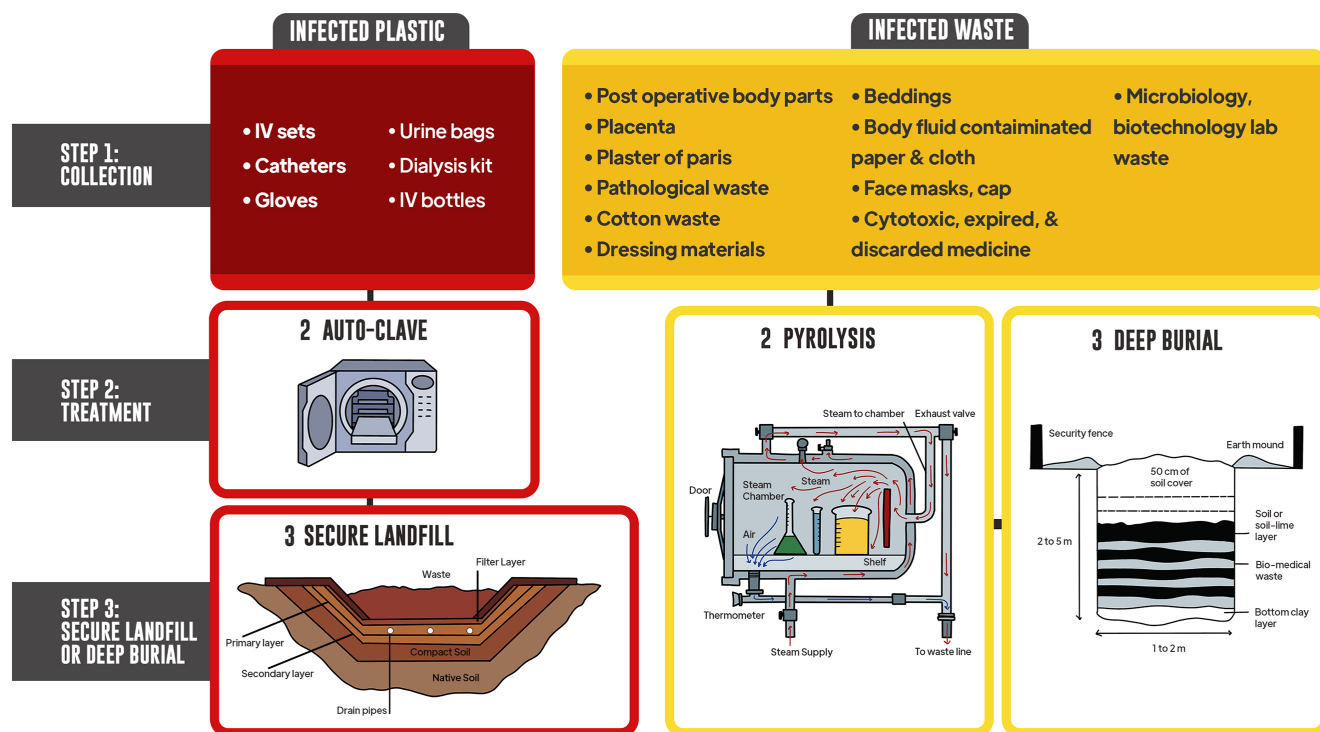 INFECTED PLASTIC
INFECTED WASTE
STEP 1:
COLLECTION
• IV sets
• Catheters
• Gloves
• Urine bags
• Dialysis kit
• IV bottles
• Post operative body parts
• Placenta
• Plaster of paris
• Pathological waste
• Cotton waste
• Dressing materials
• Beddings
• Body fluid contaiminated
paper & cloth
• Face masks, cap
• Cytotoxic, expired, &
discarded medicine
• Microbiology,
biotechnology lab
waste
STEP 2:
TREATMENT
2 AUTO-CLAVE
2 PYROLYSIS
Steam to chamber
Exhaust valve
Door
Steam
Chamber
Steam
Air
Shelf
Thermometer
Steam Supply
To waste line
3 DEEP BURIAL
Security fence
Earth mound
50 cm of
soil cover
2 to 5 m
Soil or
soil-lime
layer
Bio-medical
waste
Bottom clay
layer
1 to 2 m
STEP 3:
SECURE LANDFILL
OR DEEP BURIAL
3 SECURE LANDFILL
Waste
Filter Layer
Primary layer
Secondary layer
Compact Soil
Native Soil
Drain pipes